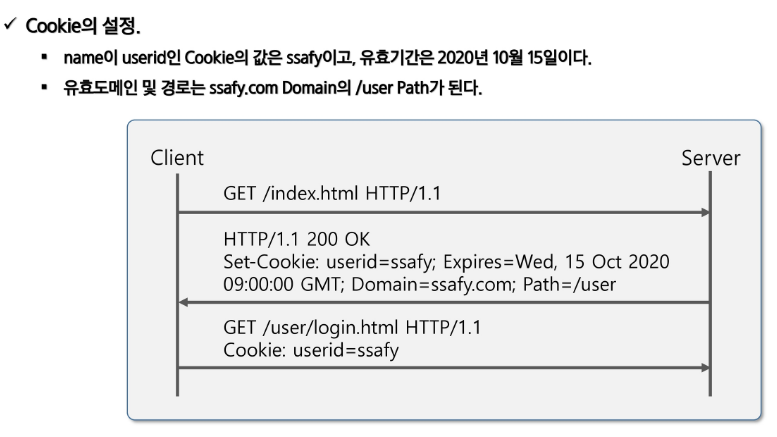 ✓ Cookie의 설정.
▪ name이 userid인 Cookie의 값은 ssafy이고, 유효기간은 2020년 10월 15일이다.
▪ 유효도메인 및 경로는 ssafy.com Domain의 /user Path가 된다.
Client Server
GET /index.html HTTP/1.1
HTTP/1.1 200 OK
Set-Cookie: userid=ssafy; Expires=Wed, 15 Oct 2020
09:00:00 GMT; Domain=ssafy.com; Path=/user
GET /user/login.html HTTP/1.1
Cookie: userid=ssafy